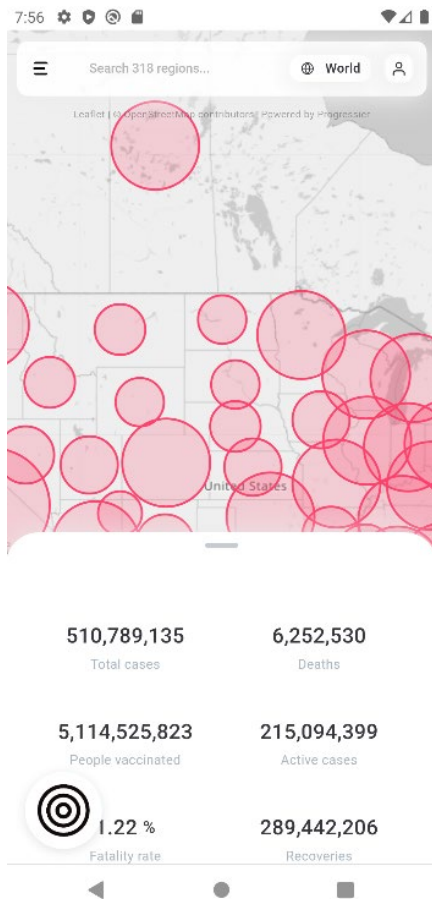 7:56
Search 318 regions...
World
Leaflet | © OpenStreetMap contributors | Powered by Progressier
United States
510,789,135
6,252,530
Total cases
Deaths
5,114,525,823
215,094,399
People vaccinated
Active cases
1.22 %
289,442,206
Fatality rate
Recoveries